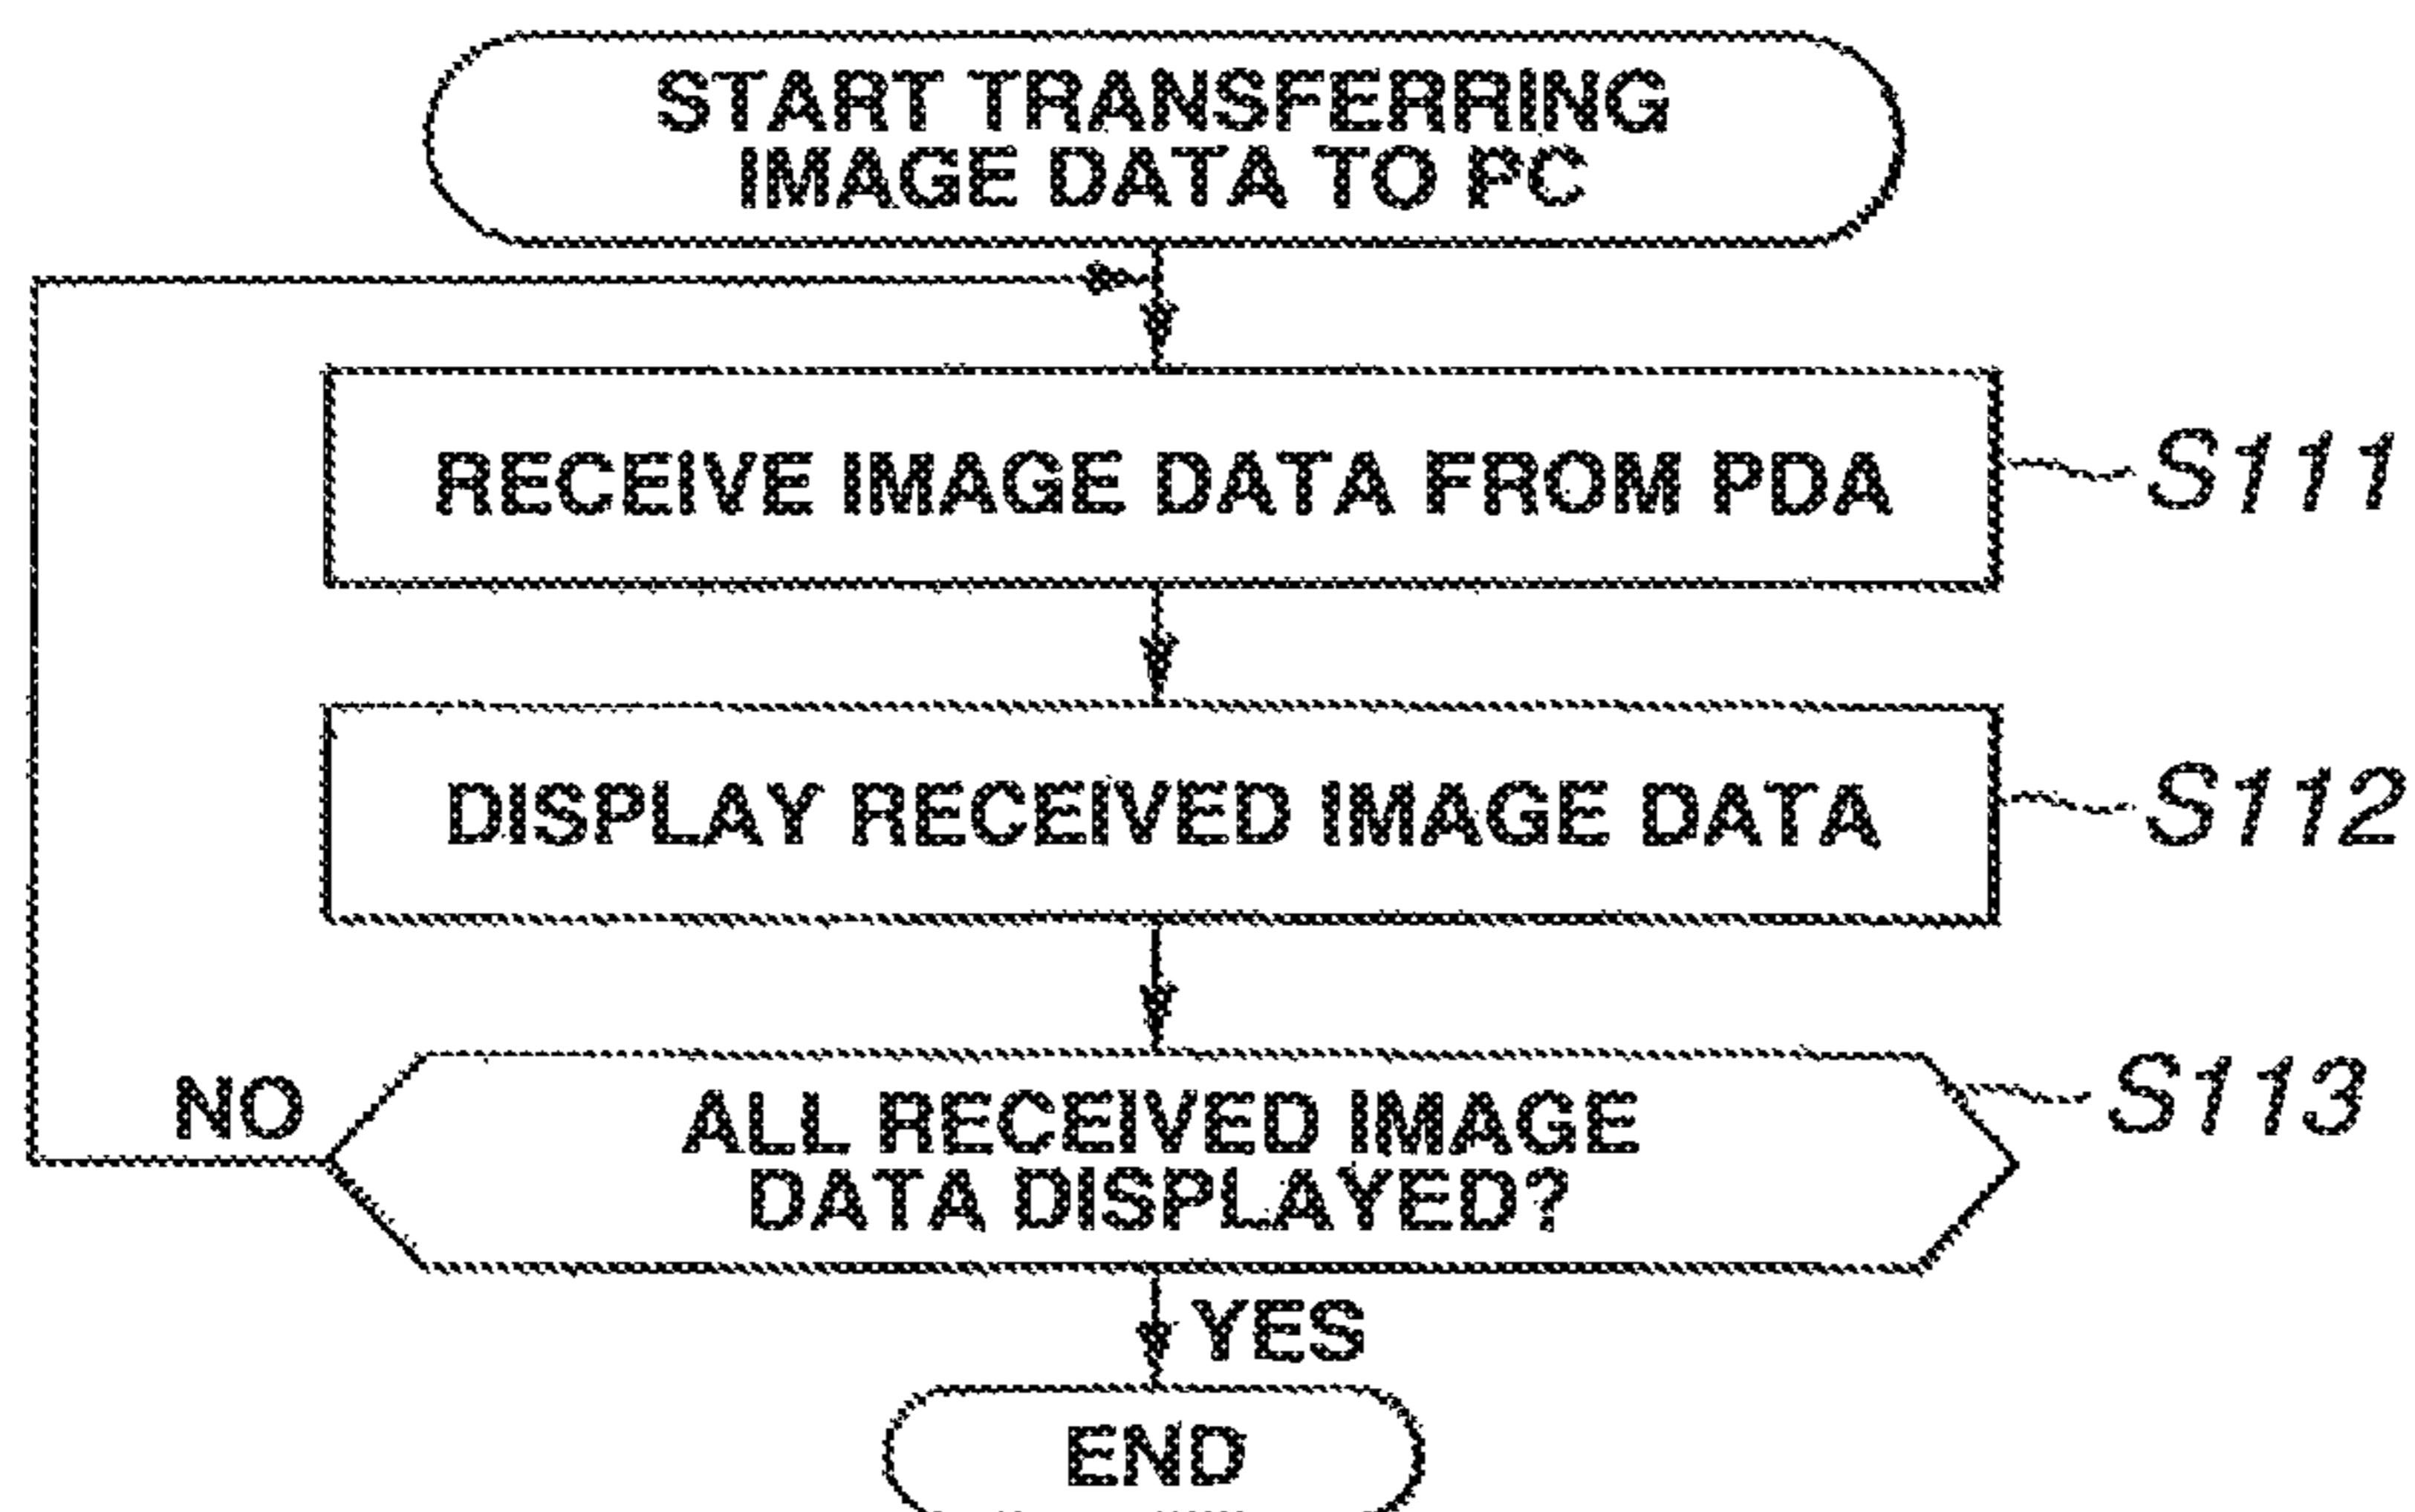 START TRANSFERRING
IMAGE DATA TO PC
RECEIVE IMAGE DATA FROM PDA
S111
DISPLAY RECEIVED IMAGE DATA
S112
NO
ALL RECEIVED IMAGE
DATA DISPLAYED?
S113
YES
END